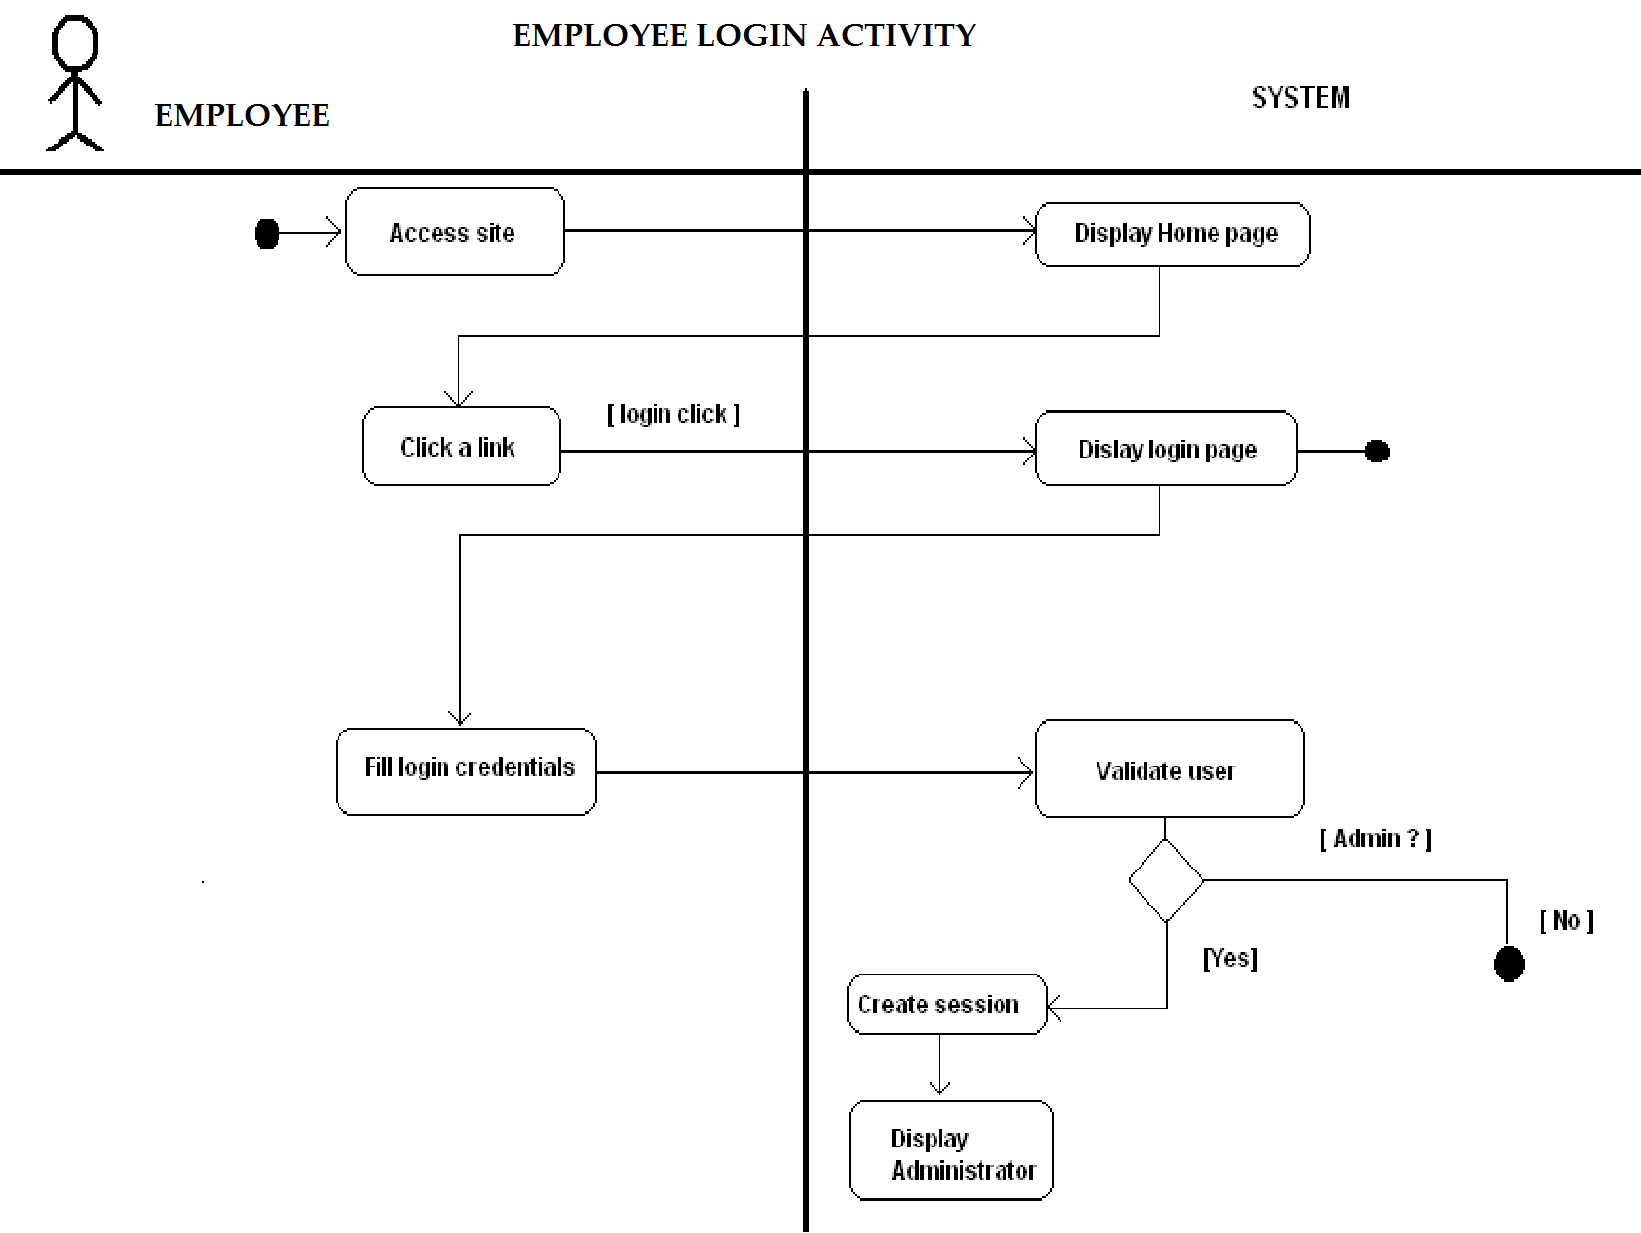 EMPLOYEE LOGIN ACTIVITY
EMPLOYEE
SYSTEM
Access site
Display Home page
Click a link
[ login click ]
Dislay login page
Fill login credentials
Validate user
[ Admin ? ]
[ No ]
[Yes]
Create session
Display
Administrator